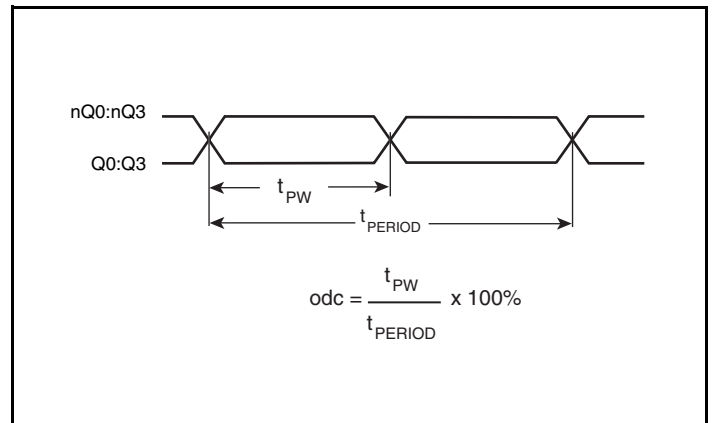 nQ0:nQ3
Q0:Q3
tPW
tPERIOD
odc = tPW / tPERIOD x 100%